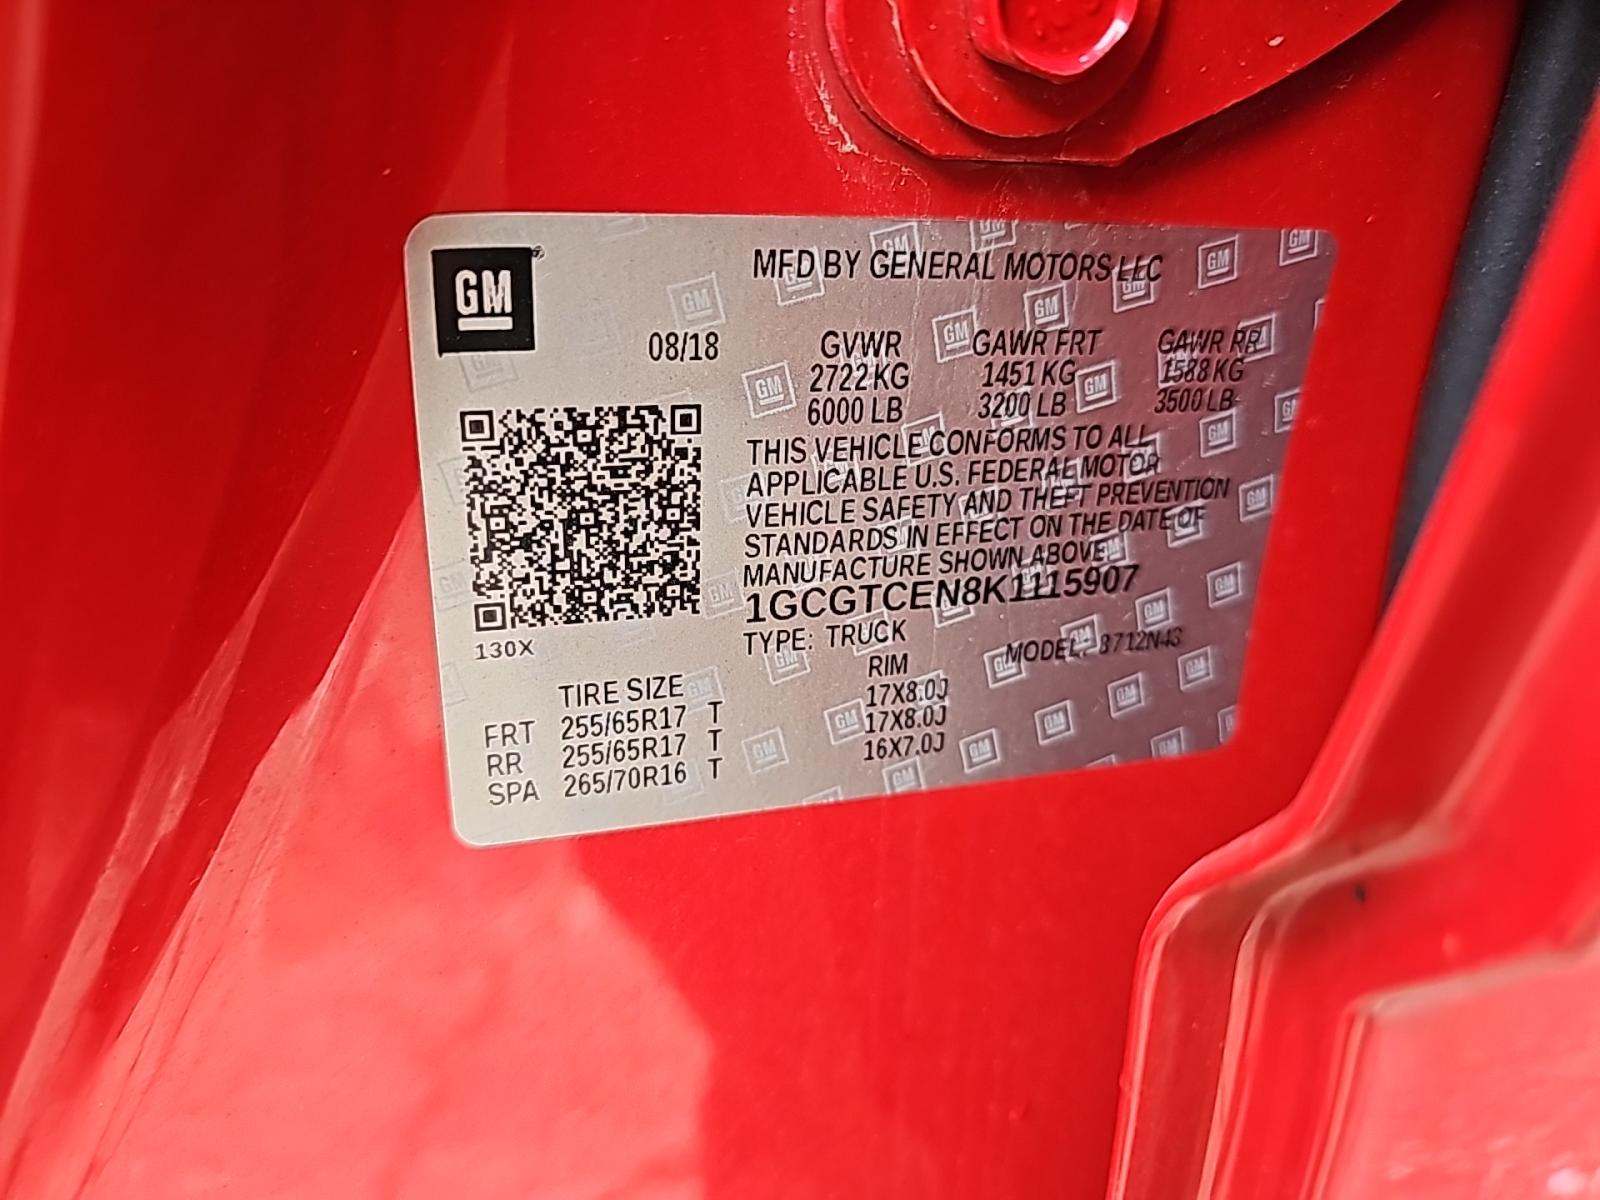 GM
MFD BY GENERAL MOTORS LLC
08/18
GVWR GAWR FRT GAWR RR
2722 KG 1451 KG 1588 KG
6000 LB 3200 LB 3500 LB
THIS VEHICLE CONFORMS TO ALL
APPLICABLE U.S. FEDERAL MOTOR
VEHICLE SAFETY AND THEFT PREVENTION
STANDARDS IN EFFECT ON THE DATE OF
MANUFACTURE SHOWN ABOVE
1GCGTCEN8K1115907
130X
TYPE: TRUCK MODEL:
TIRE SIZE RIM
FRT 255/65R17 T 17X8.0J
RR 255/65R17 T 17X8.0J
SPA 265/70R16 T 16X7.0J